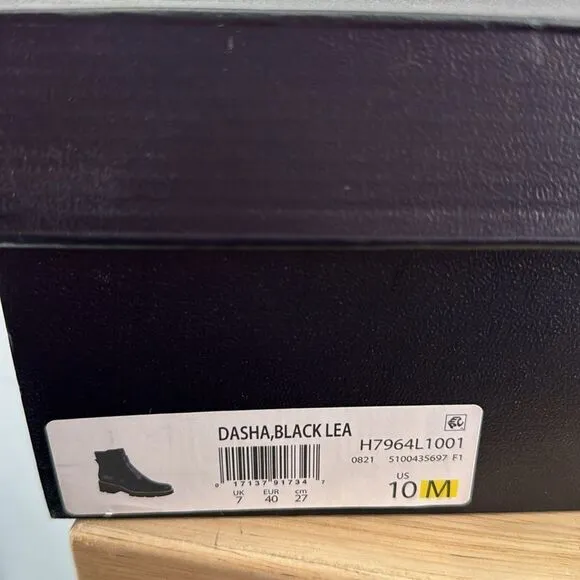 DASHA,BLACK LEA
H7964L1001
0821 5100435697 F1
0 17137 91734 7
UK EUR cm
7 40 27
US
10 M